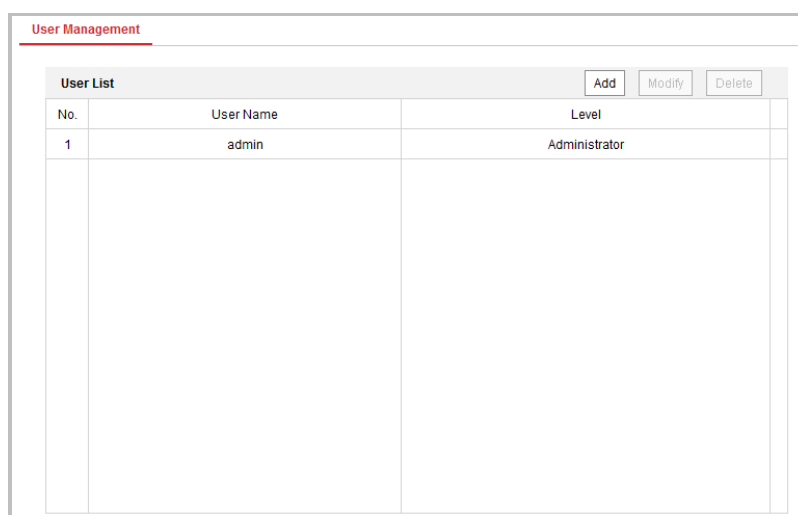 User Management
User List Add Modify Delete
No. User Name Level
1 admin Administrator